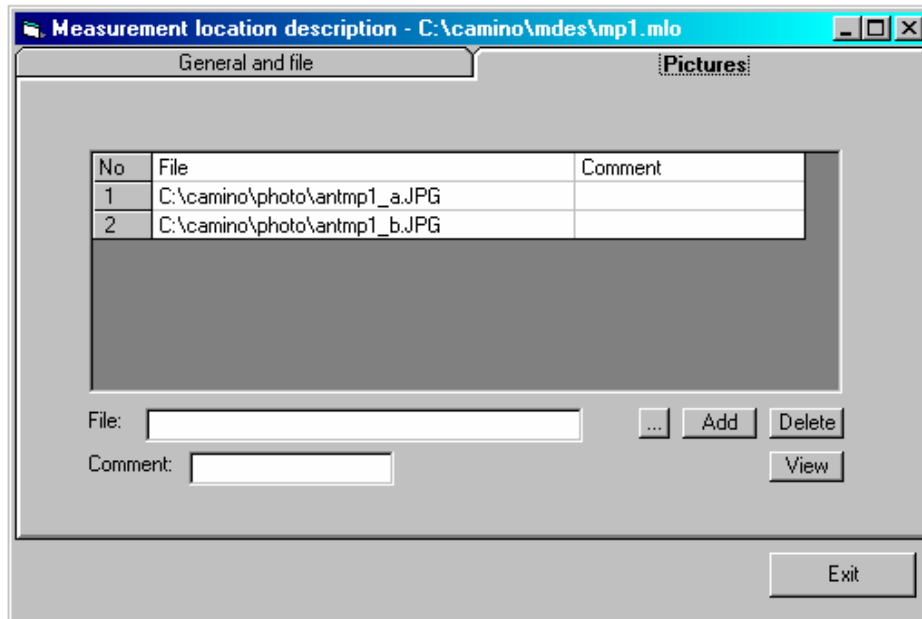 Measurement location description - C:\camino\mdes\mp1.mlo
General and file Pictures
No File Comment
1 C:\camino\photo\antmp1_a.JPG
2 C:\camino\photo\antmp1_b.JPG
File: ... Add Delete
Comment: View
Exit